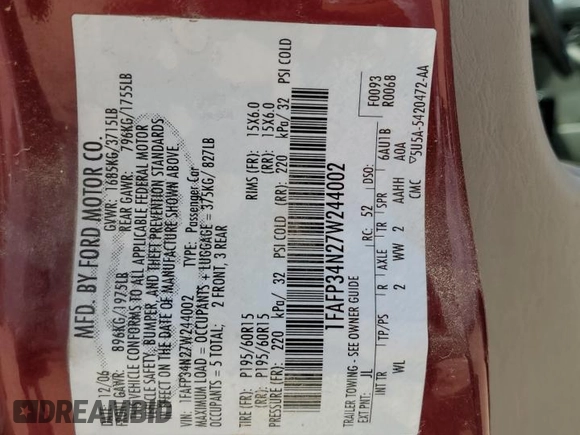 MFD. BY FORD MOTOR CO.
12/06 GVWR: 1685KG/3715LB
GAWR: 896KG/1975LB REAR GAWR: 796KG/1755LB
VEHICLE CONFORMS TO ALL APPLICABLE FEDERAL MOTOR
VEHICLE SAFETY, BUMPER, AND THEFT PREVENTION STANDARDS
EFFECT ON THE DATE OF MANUFACTURE SHOWN ABOVE.
VIN: 1FAFP34N27W244002 TYPE: Passenger Car
MAXIMUM LOAD = OCCUPANTS + LUGGAGE = 375KG/ 827LB
OCCUPANTS = 5 TOTAL; 2 FRONT, 3 REAR
TIRE (FR): P195/60R15 RIMS (FR): 15X6.0
(RR): P195/60R15 (RR): 15X6.0
PRESSURE (FR): 220 kPa/ 32 PSI COLD (RR): 220 kPa/ 32 PSI COLD
1FAFP34N27W244002
TRAILER TOWING - SEE OWNER GUIDE F0093
EXT PNT: JL RC: 52 DSO: R0068
INT TR TP/PS R AXLE TR SPR 6AU1B
WL 2 WW 2 AAHH AOA
CMC ▽5U5A-5420472-AA
DREAMBID